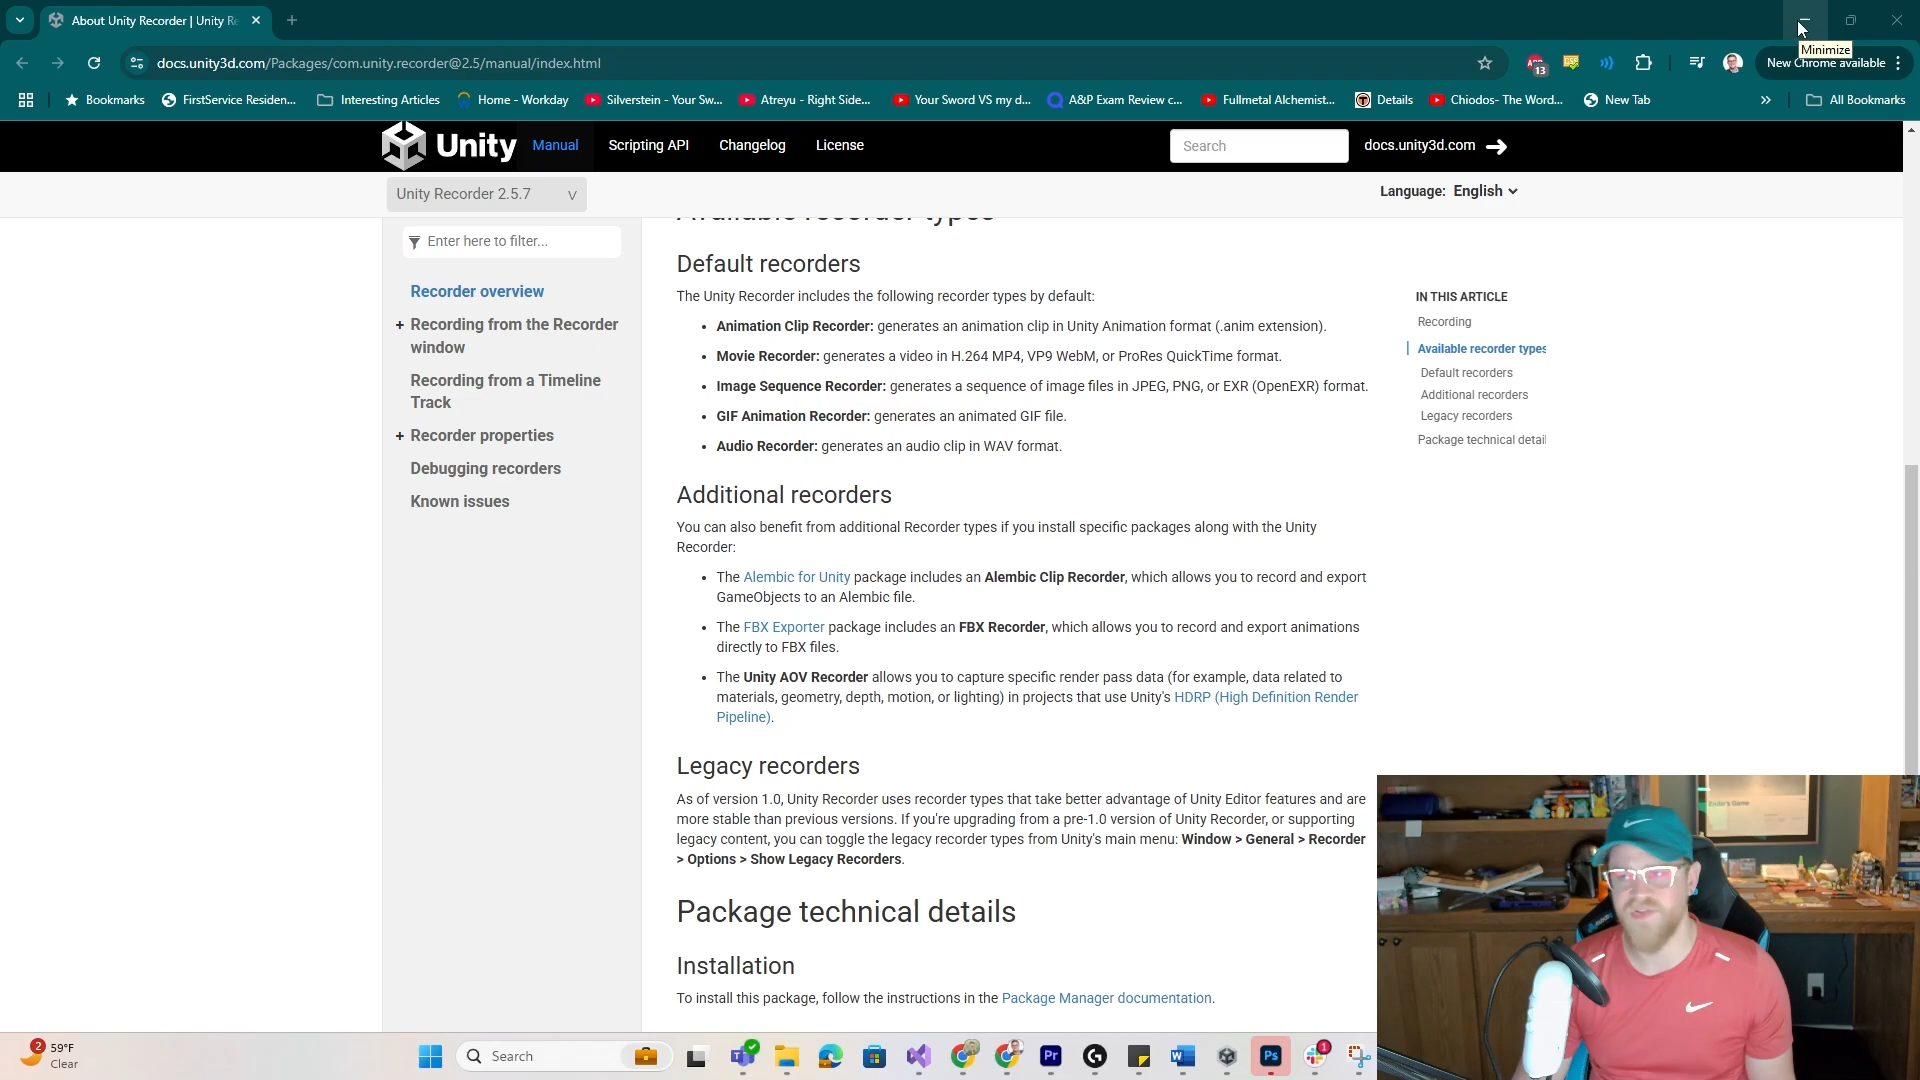 About Unity Recorder | Unity Re
Minimize
docs.unity3d.com/Packages/com.unity.recorder@2.5/manual/index.html
13
New Chrome available
Bookmarks
FirstService Residen...
Interesting Articles
Home - Workday
Silverstein - Your Sw...
Atreyu - Right Side...
Your Sword VS my d...
A&P Exam Review c...
Fullmetal Alchemist...
Details
Chiodos- The Word...
New Tab
All Bookmarks
Unity
Manual
Scripting API
Changelog
License
Search
docs.unity3d.com
Unity Recorder 2.5.7
Language: English
Enter here to filter...
Recorder overview
+ Recording from the Recorder
window
Recording from a Timeline
Track
+ Recorder properties
Debugging recorders
Known issues
Available recorder types
Default recorders
The Unity Recorder includes the following recorder types by default:
• Animation Clip Recorder: generates an animation clip in Unity Animation format (.anim extension).
• Movie Recorder: generates a video in H.264 MP4, VP9 WebM, or ProRes QuickTime format.
• Image Sequence Recorder: generates a sequence of image files in JPEG, PNG, or EXR (OpenEXR) format.
• GIF Animation Recorder: generates an animated GIF file.
• Audio Recorder: generates an audio clip in WAV format.
Additional recorders
You can also benefit from additional Recorder types if you install specific packages along with the Unity
Recorder:
• The Alembic for Unity package includes an Alembic Clip Recorder, which allows you to record and export
GameObjects to an Alembic file.
• The FBX Exporter package includes an FBX Recorder, which allows you to record and export animations
directly to FBX files.
• The Unity AOV Recorder allows you to capture specific render pass data (for example, data related to
materials, geometry, depth, motion, or lighting) in projects that use Unity's HDRP (High Definition Render
Pipeline).
Legacy recorders
As of version 1.0, Unity Recorder uses recorder types that take better advantage of Unity Editor features and are
more stable than previous versions. If you're upgrading from a pre-1.0 version of Unity Recorder, or supporting
legacy content, you can toggle the legacy recorder types from Unity's main menu: Window > General > Recorder
> Options > Show Legacy Recorders.
Package technical details
Installation
To install this package, follow the instructions in the Package Manager documentation.
IN THIS ARTICLE
Recording
Available recorder types
Default recorders
Additional recorders
Legacy recorders
Package technical detail
Ender's Game
2
59°F
Clear
Search
Pr
Ps
1